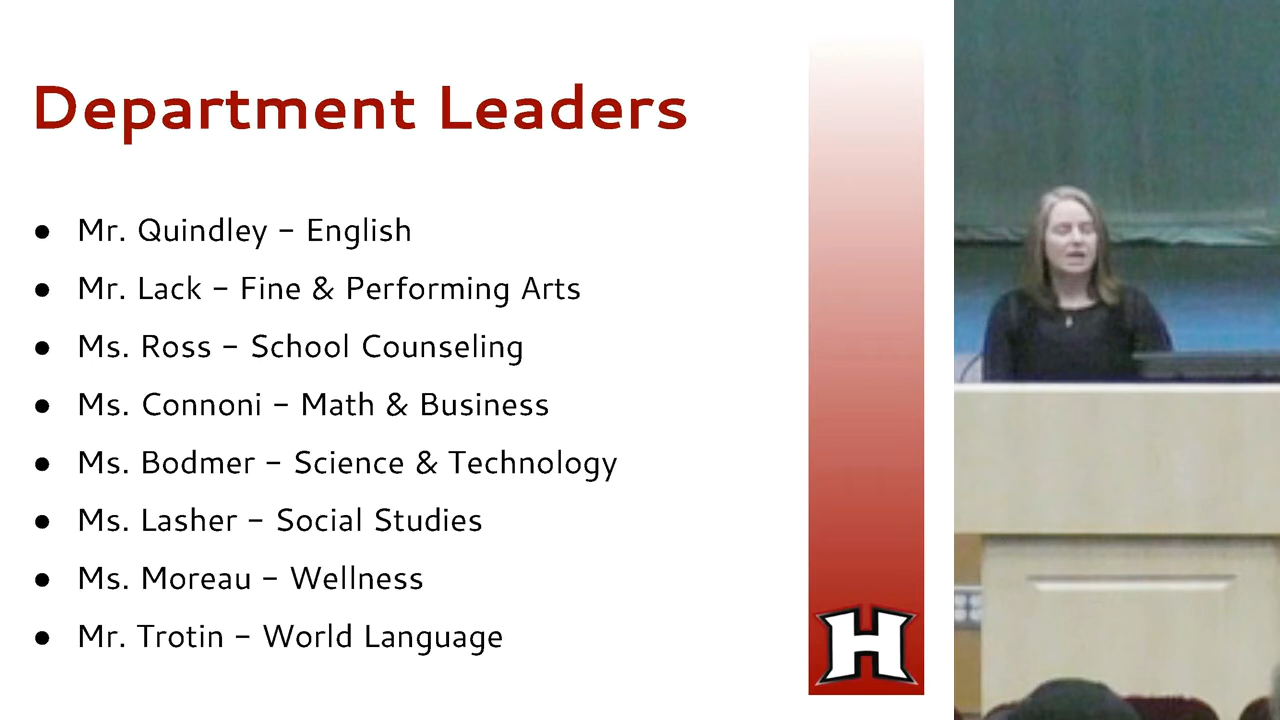 Department Leaders
● Mr. Quindley - English
● Mr. Lack - Fine & Performing Arts
● Ms. Ross - School Counseling
● Ms. Connoni - Math & Business
● Ms. Bodmer - Science & Technology
● Ms. Lasher - Social Studies
● Ms. Moreau - Wellness
● Mr. Trotin - World Language
H